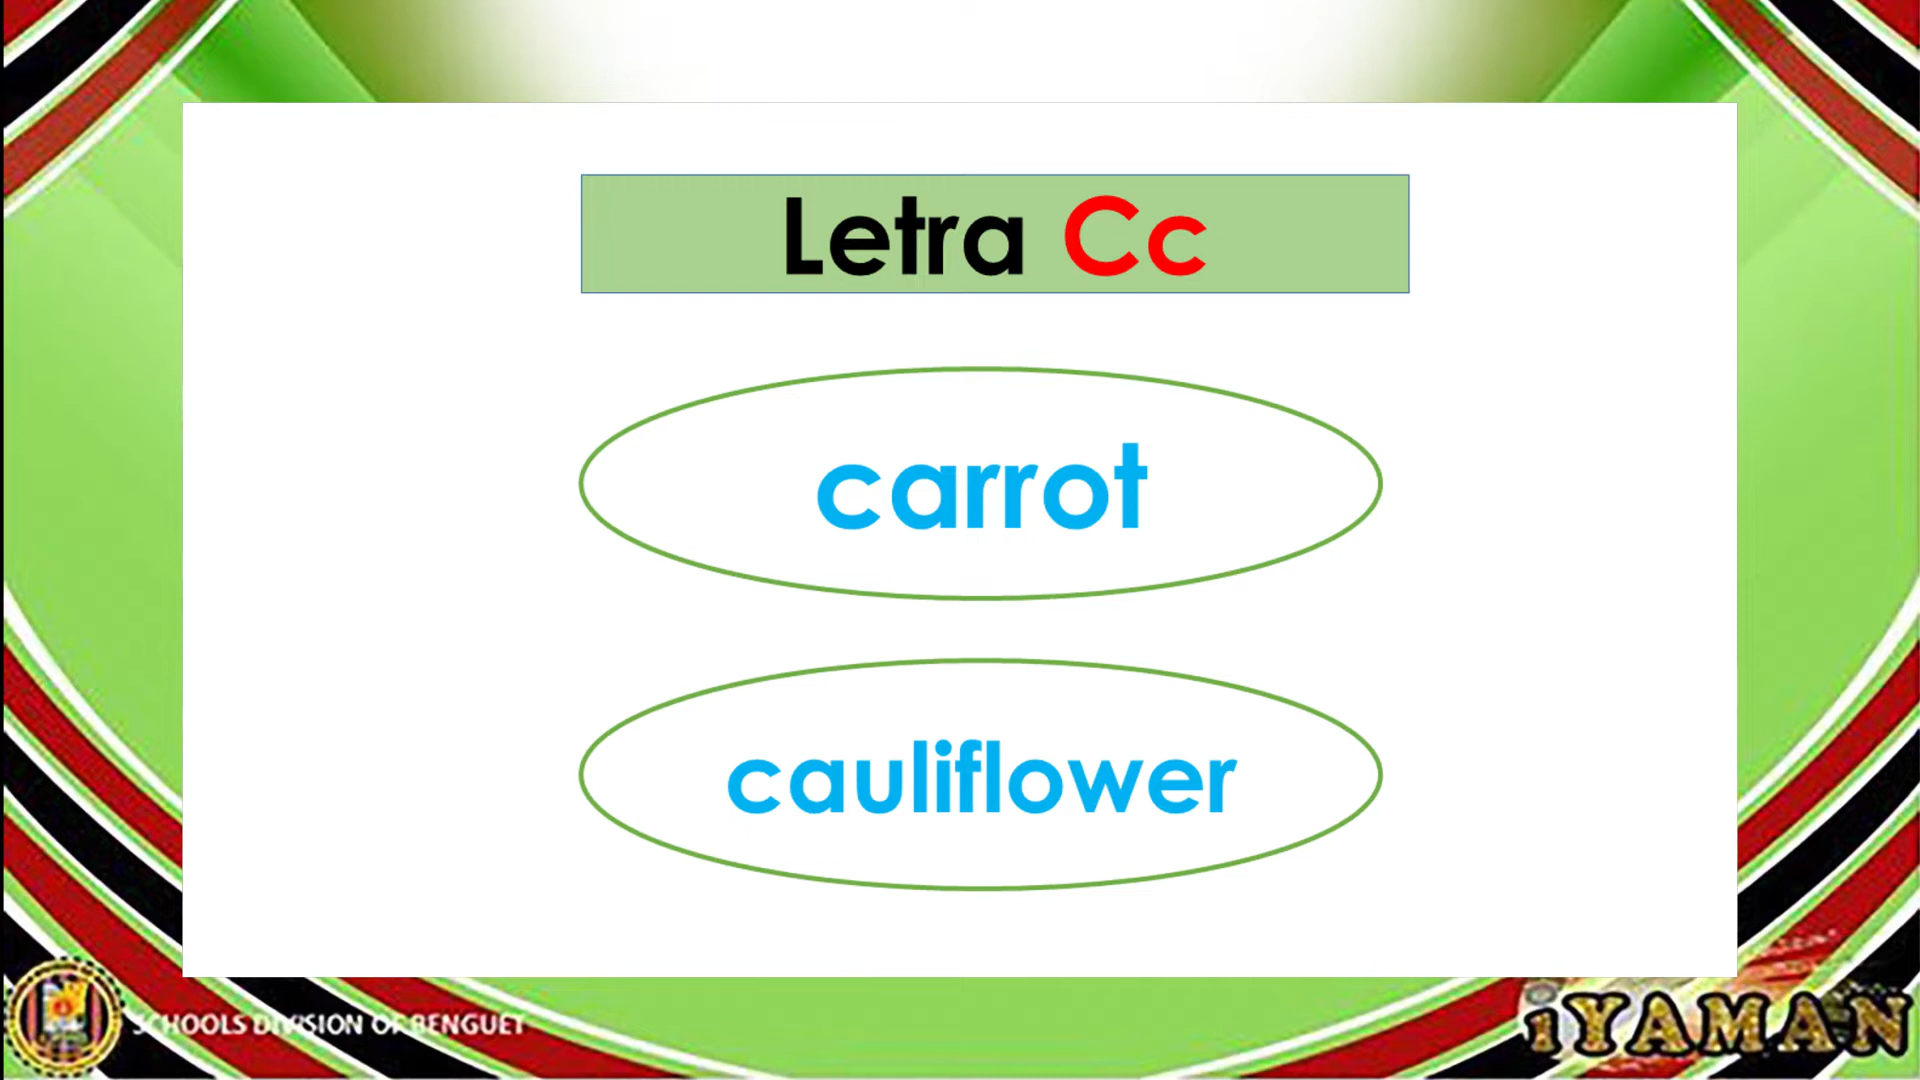 Letra Cc
carrot
cauliflower
SCHOOLS DIVISION OF BENGUET
iYAMAN